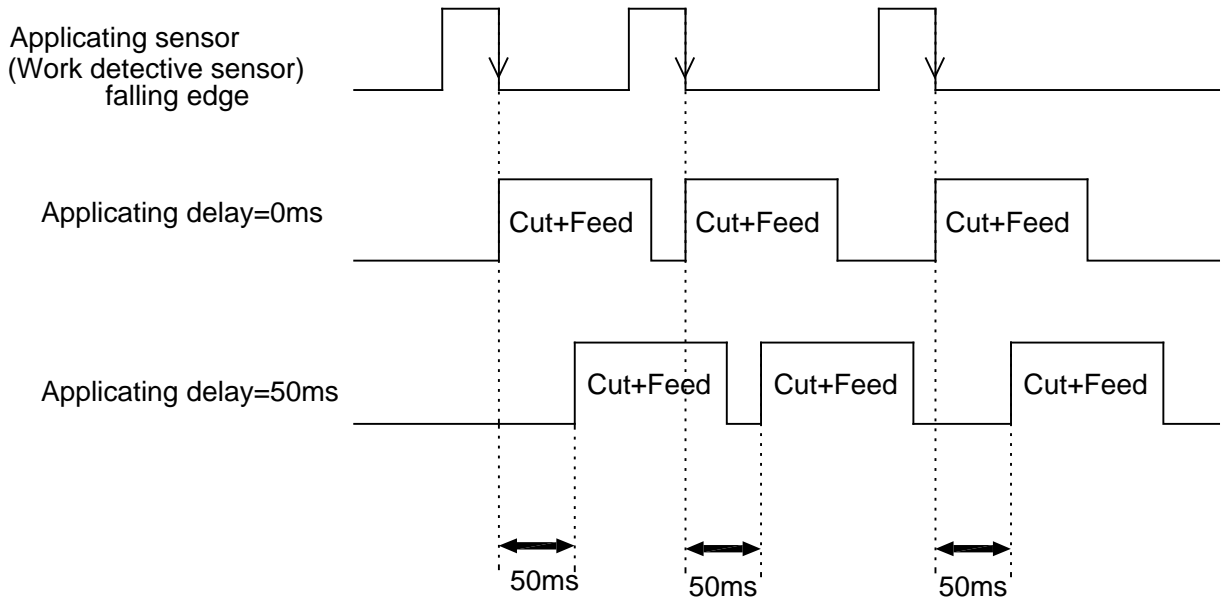 Applicating sensor
(Work detective sensor)
falling edge
Applicating delay=0ms
Cut+Feed
Cut+Feed
Cut+Feed
Applicating delay=50ms
Cut+Feed
Cut+Feed
Cut+Feed
50ms
50ms
50ms